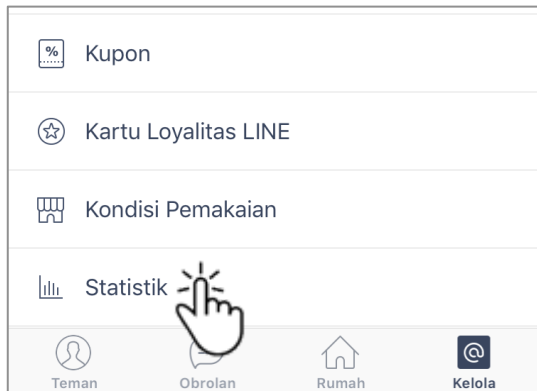 %
Kupon
Kartu Loyalitas LINE
Kondisi Pemakaian
Statistik
@
Teman Obrolan Rumah Kelola